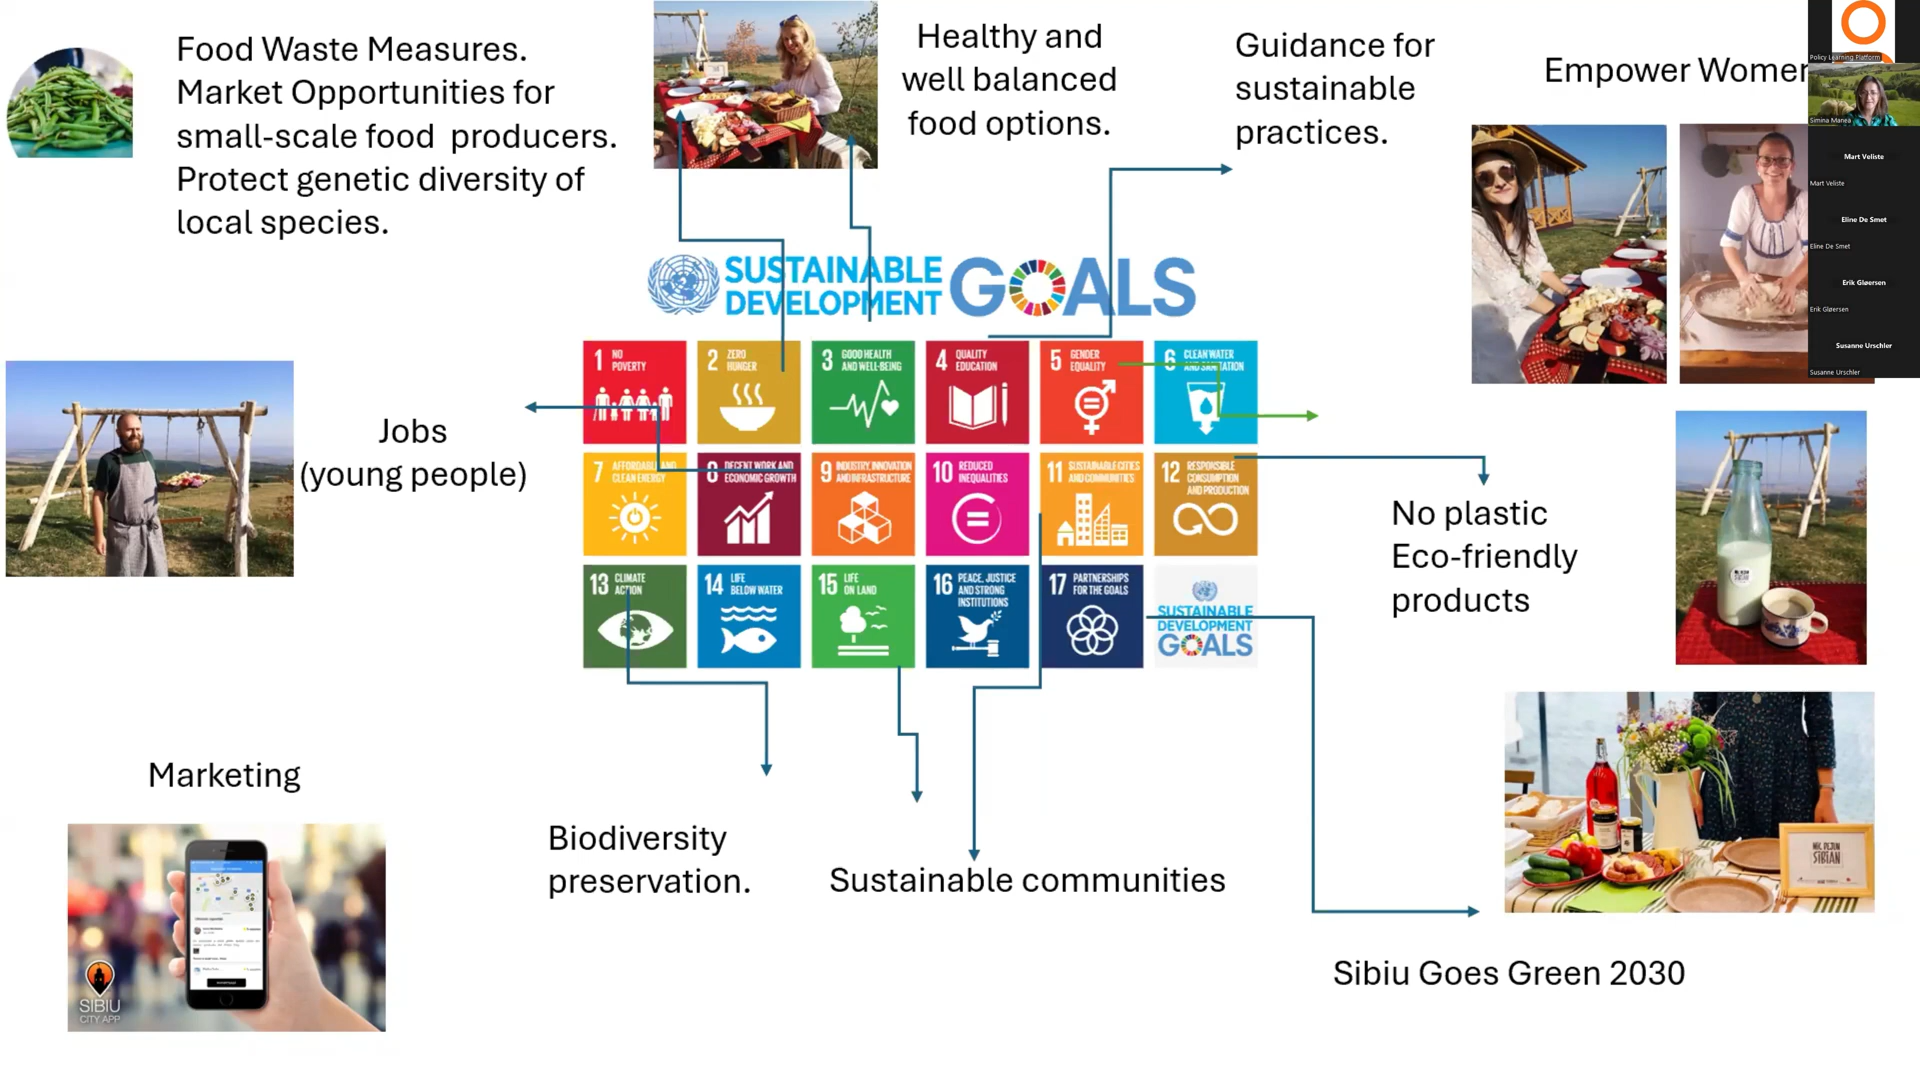 Food Waste Measures.
Market Opportunities for
small-scale food producers.
Protect genetic diversity of
local species.
Healthy and
well balanced
food options.
Guidance for
sustainable
practices.
Empower Women
Policy Learning Platform
Simina Manea
Mart Veliste
Mart Veliste
Eline De Smet
Eline De Smet
Erik Gløersen
Erik Gløersen
Susanne Urschler
Susanne Urschler
SUSTAINABLE
DEVELOPMENT
GOALS
1 NO
POVERTY
2 ZERO
HUNGER
3 GOOD HEALTH
AND WELL-BEING
4 QUALITY
EDUCATION
5 GENDER
EQUALITY
6 CLEAN WATER
AND SANITATION
7 AFFORDABLE AND
CLEAN ENERGY
8 DECENT WORK AND
ECONOMIC GROWTH
9 INDUSTRY, INNOVATION
AND INFRASTRUCTURE
10 REDUCED
INEQUALITIES
11 SUSTAINABLE CITIES
AND COMMUNITIES
12 RESPONSIBLE
CONSUMPTION
AND PRODUCTION
13 CLIMATE
ACTION
14 LIFE
BELOW WATER
15 LIFE
ON LAND
16 PEACE, JUSTICE
AND STRONG
INSTITUTIONS
17 PARTNERSHIPS
FOR THE GOALS
SUSTAINABLE
DEVELOPMENT
GOALS
Jobs
(young people)
No plastic
Eco-friendly
products
Marketing
SIBIU
CITY APP
Biodiversity
preservation.
Sustainable communities
SIBIAN
Sibiu Goes Green 2030